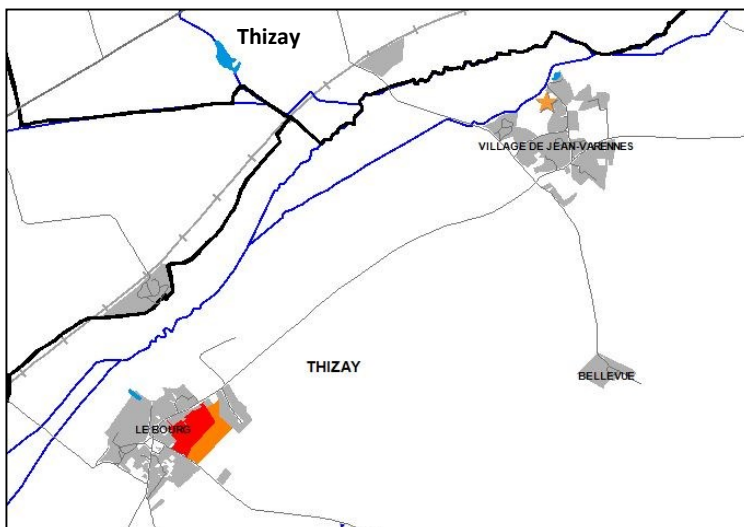 Thizay
VILLAGE DE JEAN-VARENNES
THIZAY
BELLEVUE
LE BOURG